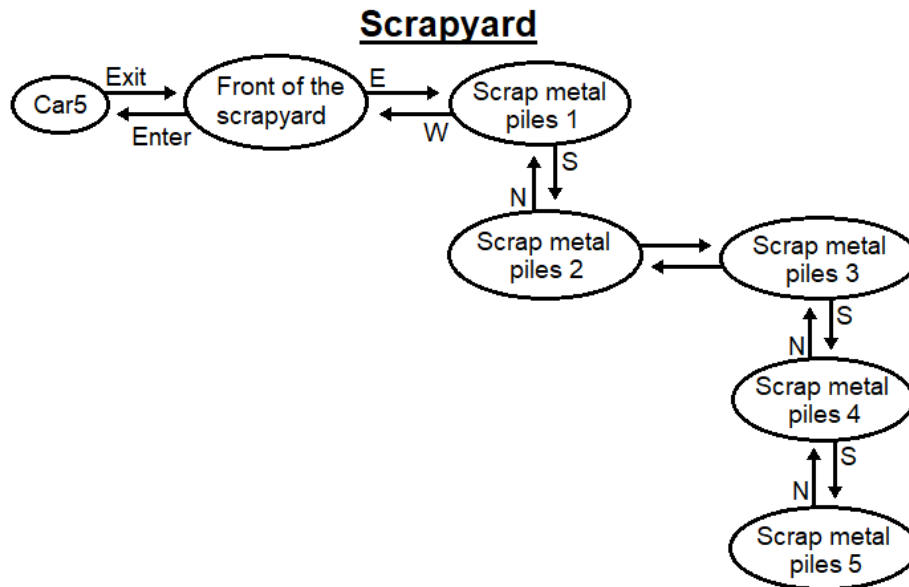 Scrapyard
Exit
Car5
Enter
Front of the
scrapyard
E
W
Scrap metal
piles 1
S
N
Scrap metal
piles 2
Scrap metal
piles 3
S
N
Scrap metal
piles 4
S
N
Scrap metal
piles 5